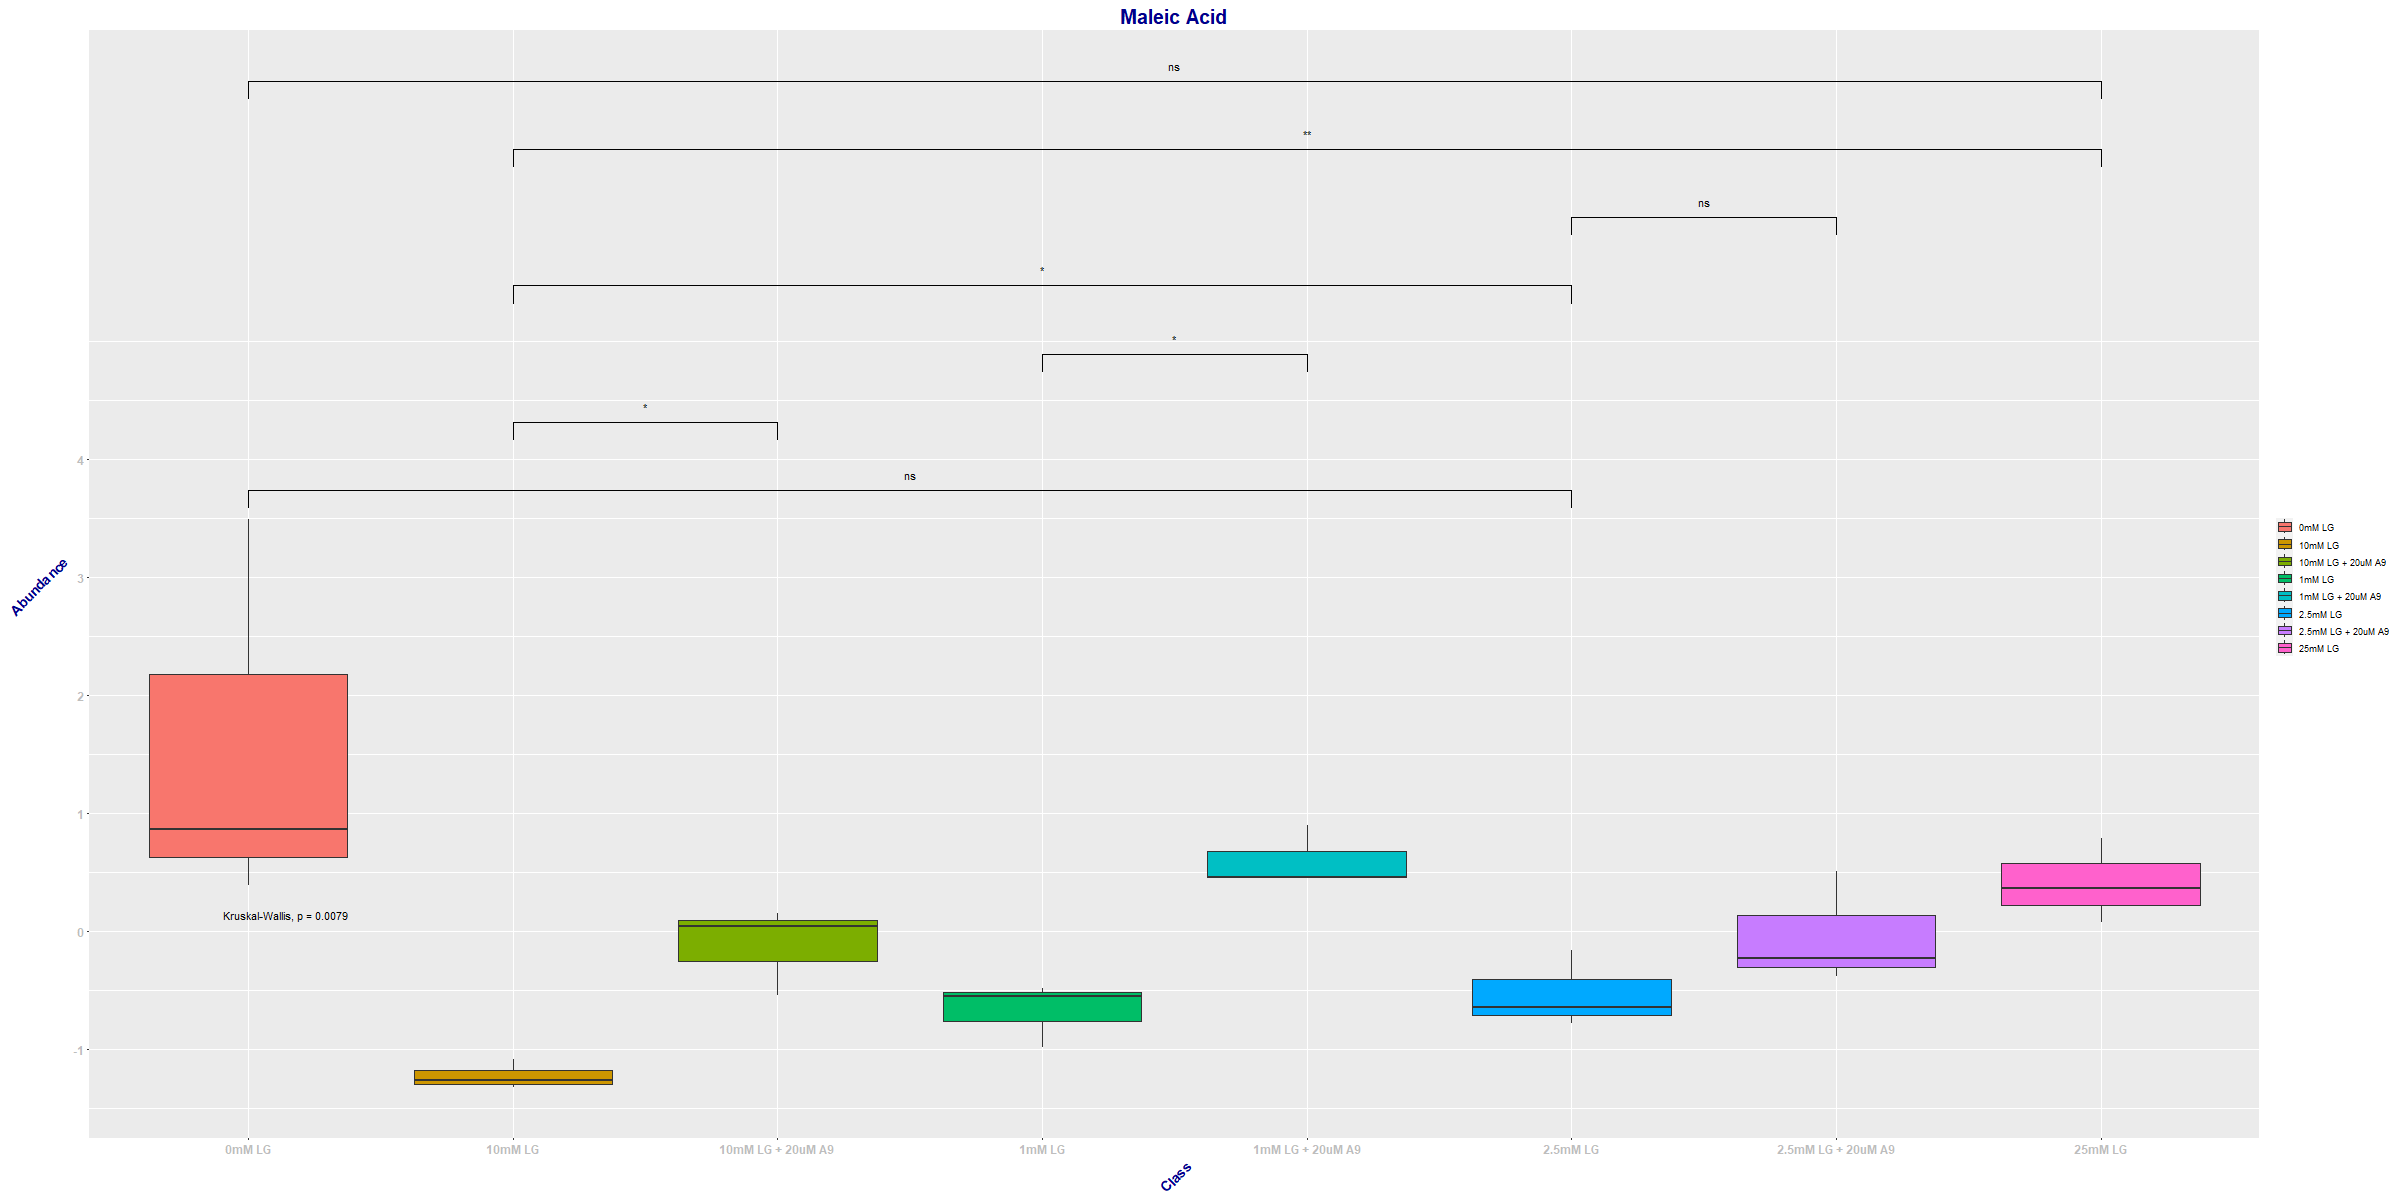 Maleic Acid
ns
**
ns
*
*
*
ns
4
3
2
1
0
-1
Abundance
Kruskal-Wallis, p = 0.0079
0mM LG
10mM LG
10mM LG + 20uM A9
1mM LG
1mM LG + 20uM A9
2.5mM LG
2.5mM LG + 20uM A9
25mM LG
Class
0mM LG
10mM LG
10mM LG + 20uM A9
1mM LG
1mM LG + 20uM A9
2.5mM LG
2.5mM LG + 20uM A9
25mM LG